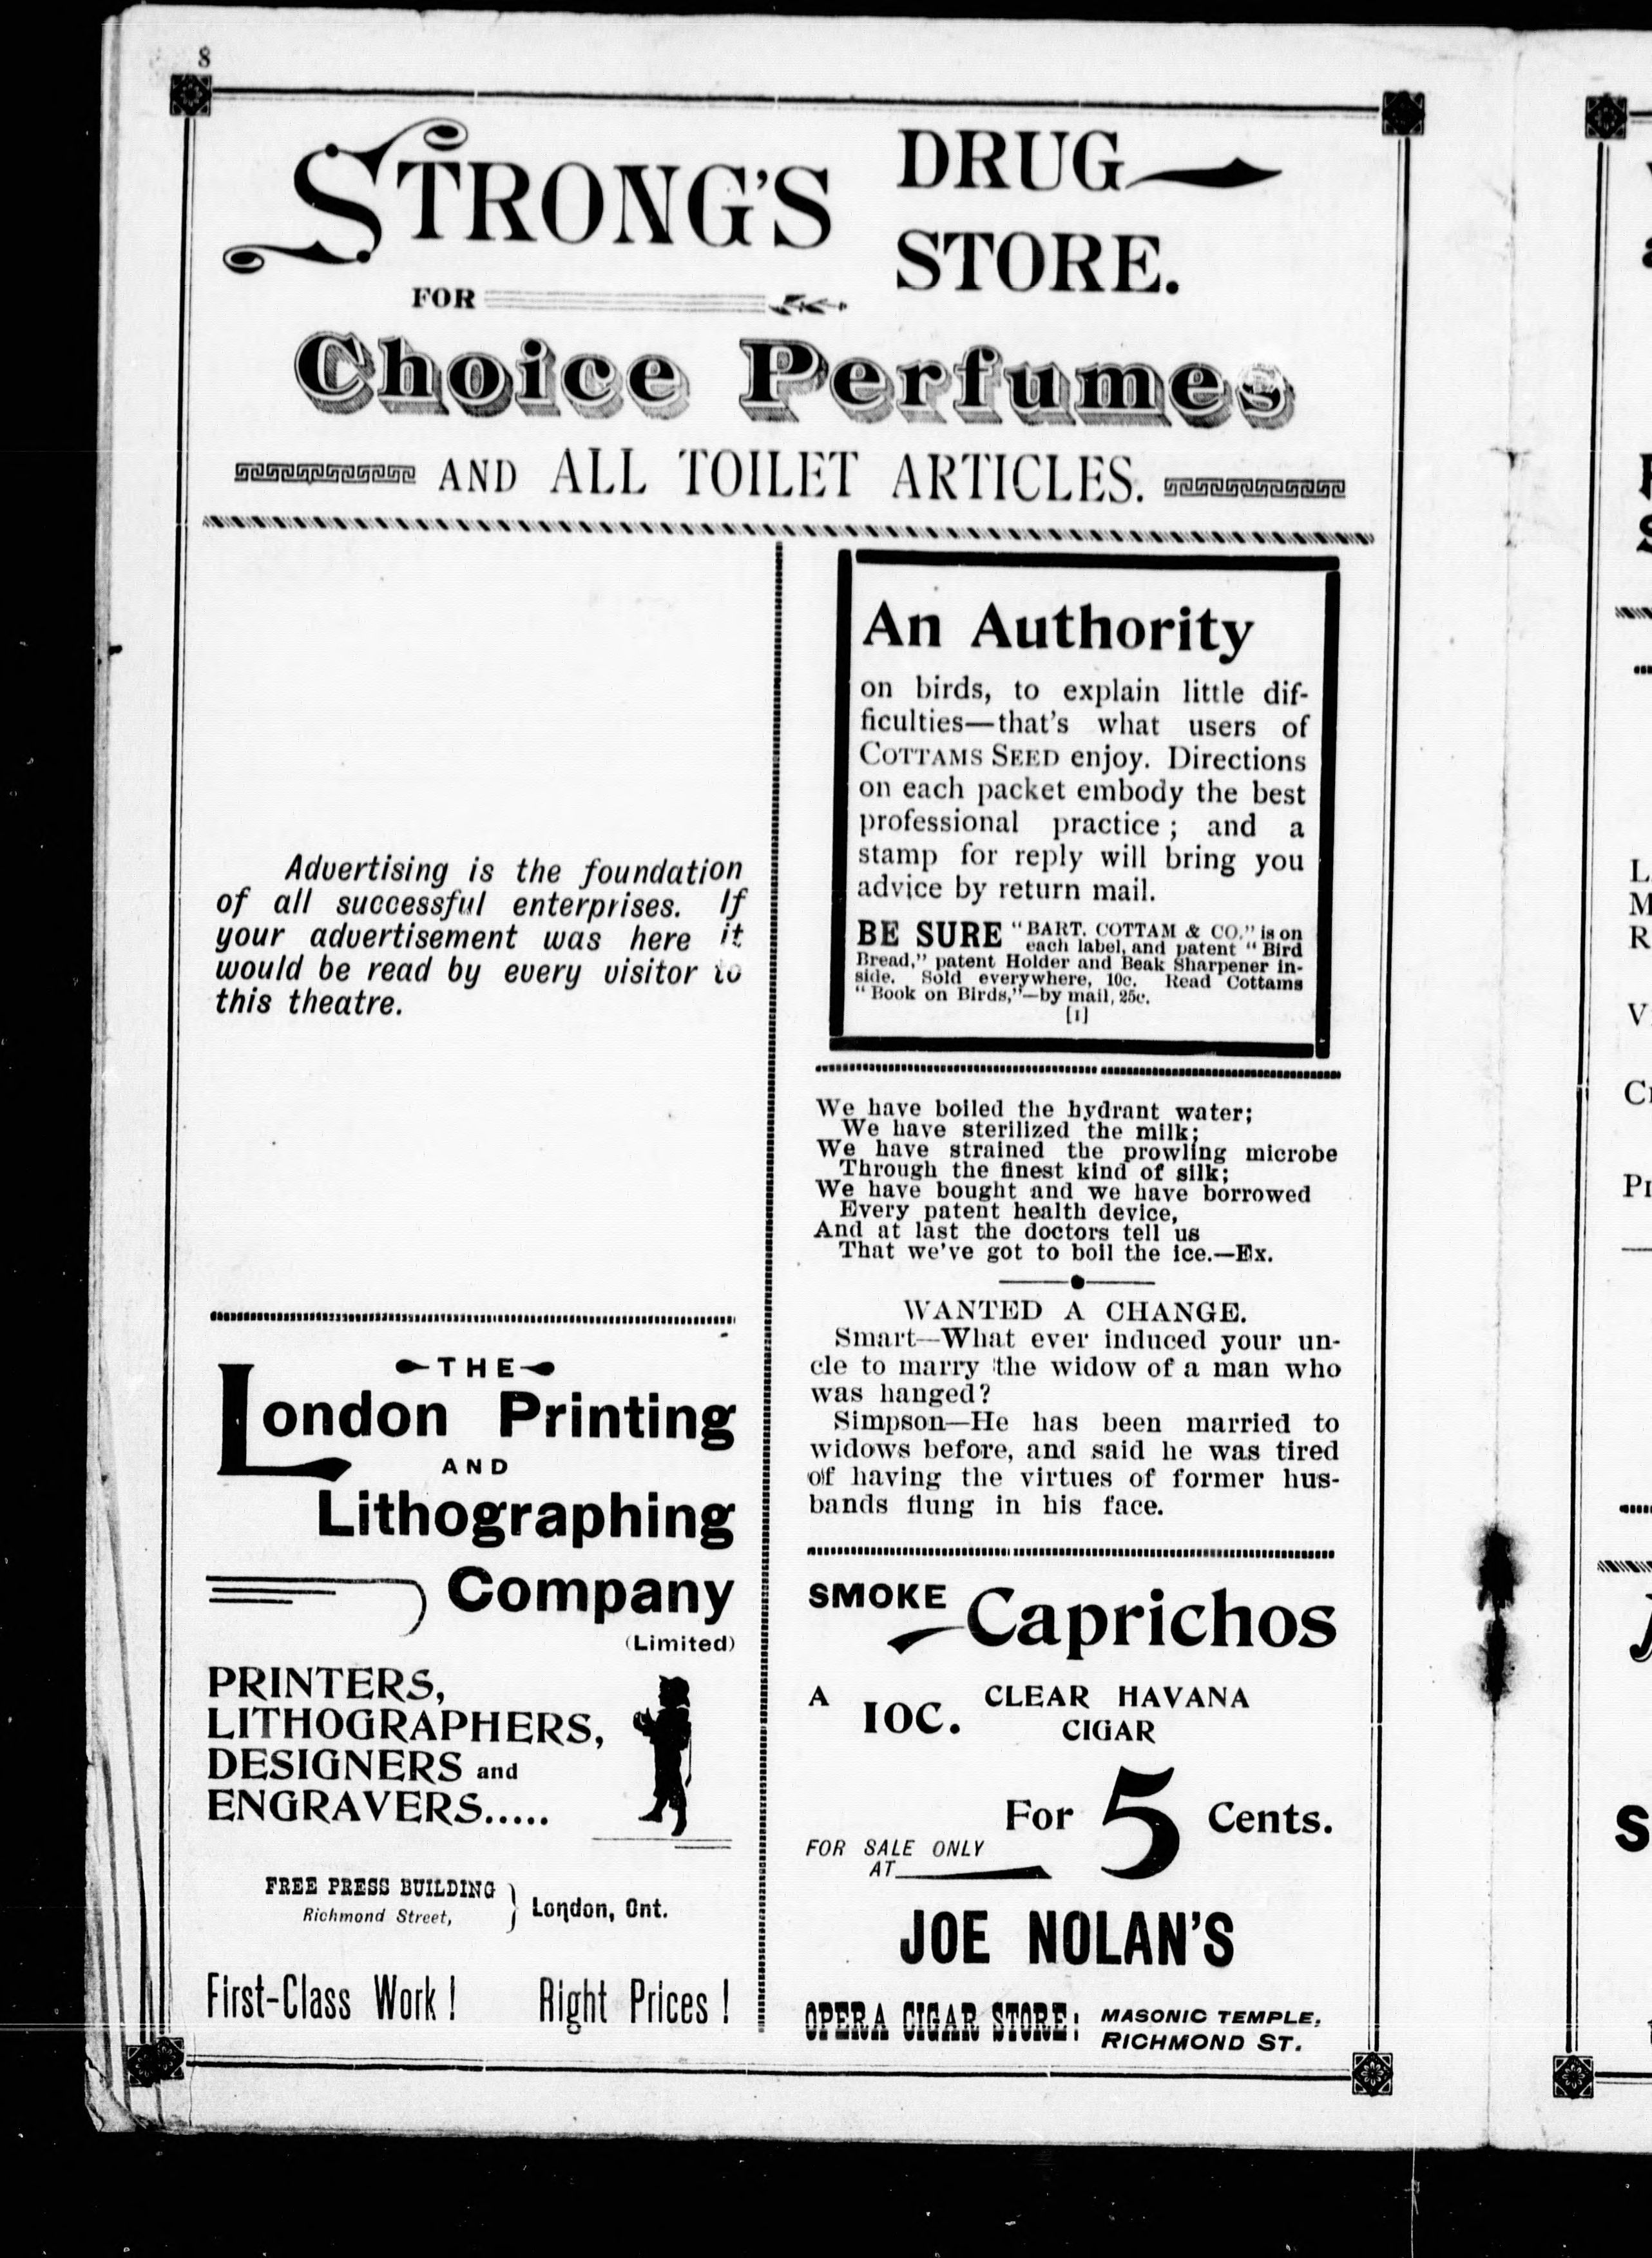 8
STRONG'S DRUG
STORE.
FOR
Choice Perfumes
AND ALL TOILET ARTICLES.
Advertising is the foundation
of all successful enterprises. If
your advertisement was here it
would be read by every visitor to
this theatre.
THE
London Printing
AND
Lithographing
Company
(Limited)
PRINTERS,
LITHOGRAPHERS,
DESIGNERS and
ENGRAVERS.....
FREE PRESS BUILDING
Richmond Street,
London, Ont.
First-Class Work! Right Prices!
An Authority
on birds, to explain little dif-
ficulties—that's what users of
COTTAMS SEED enjoy. Directions
on each packet embody the best
professional practice; and a
stamp for reply will bring you
advice by return mail.
BE SURE "BART. COTTAM & CO." is on
each label, and patent "Bird
Bread," patent Holder and Beak Sharpener in-
side. Sold everywhere, 10c. Read Cottams
"Book on Birds,"—by mail, 25c.
[1]
We have boiled the hydrant water;
We have sterilized the milk;
We have strained the prowling microbe
Through the finest kind of silk;
We have bought and we have borrowed
Every patent health device,
And at last the doctors tell us
That we've got to boil the ice.—Ex.
WANTED A CHANGE.
Smart—What ever induced your un-
cle to marry the widow of a man who
was hanged?
Simpson—He has been married to
widows before, and said he was tired
of having the virtues of former hus-
bands flung in his face.
SMOKE Caprichos
A 10C. CLEAR HAVANA
CIGAR
For 5 Cents.
FOR SALE ONLY
AT
JOE NOLAN'S
OPERA CIGAR STORE: MASONIC TEMPLE,
RICHMOND ST.